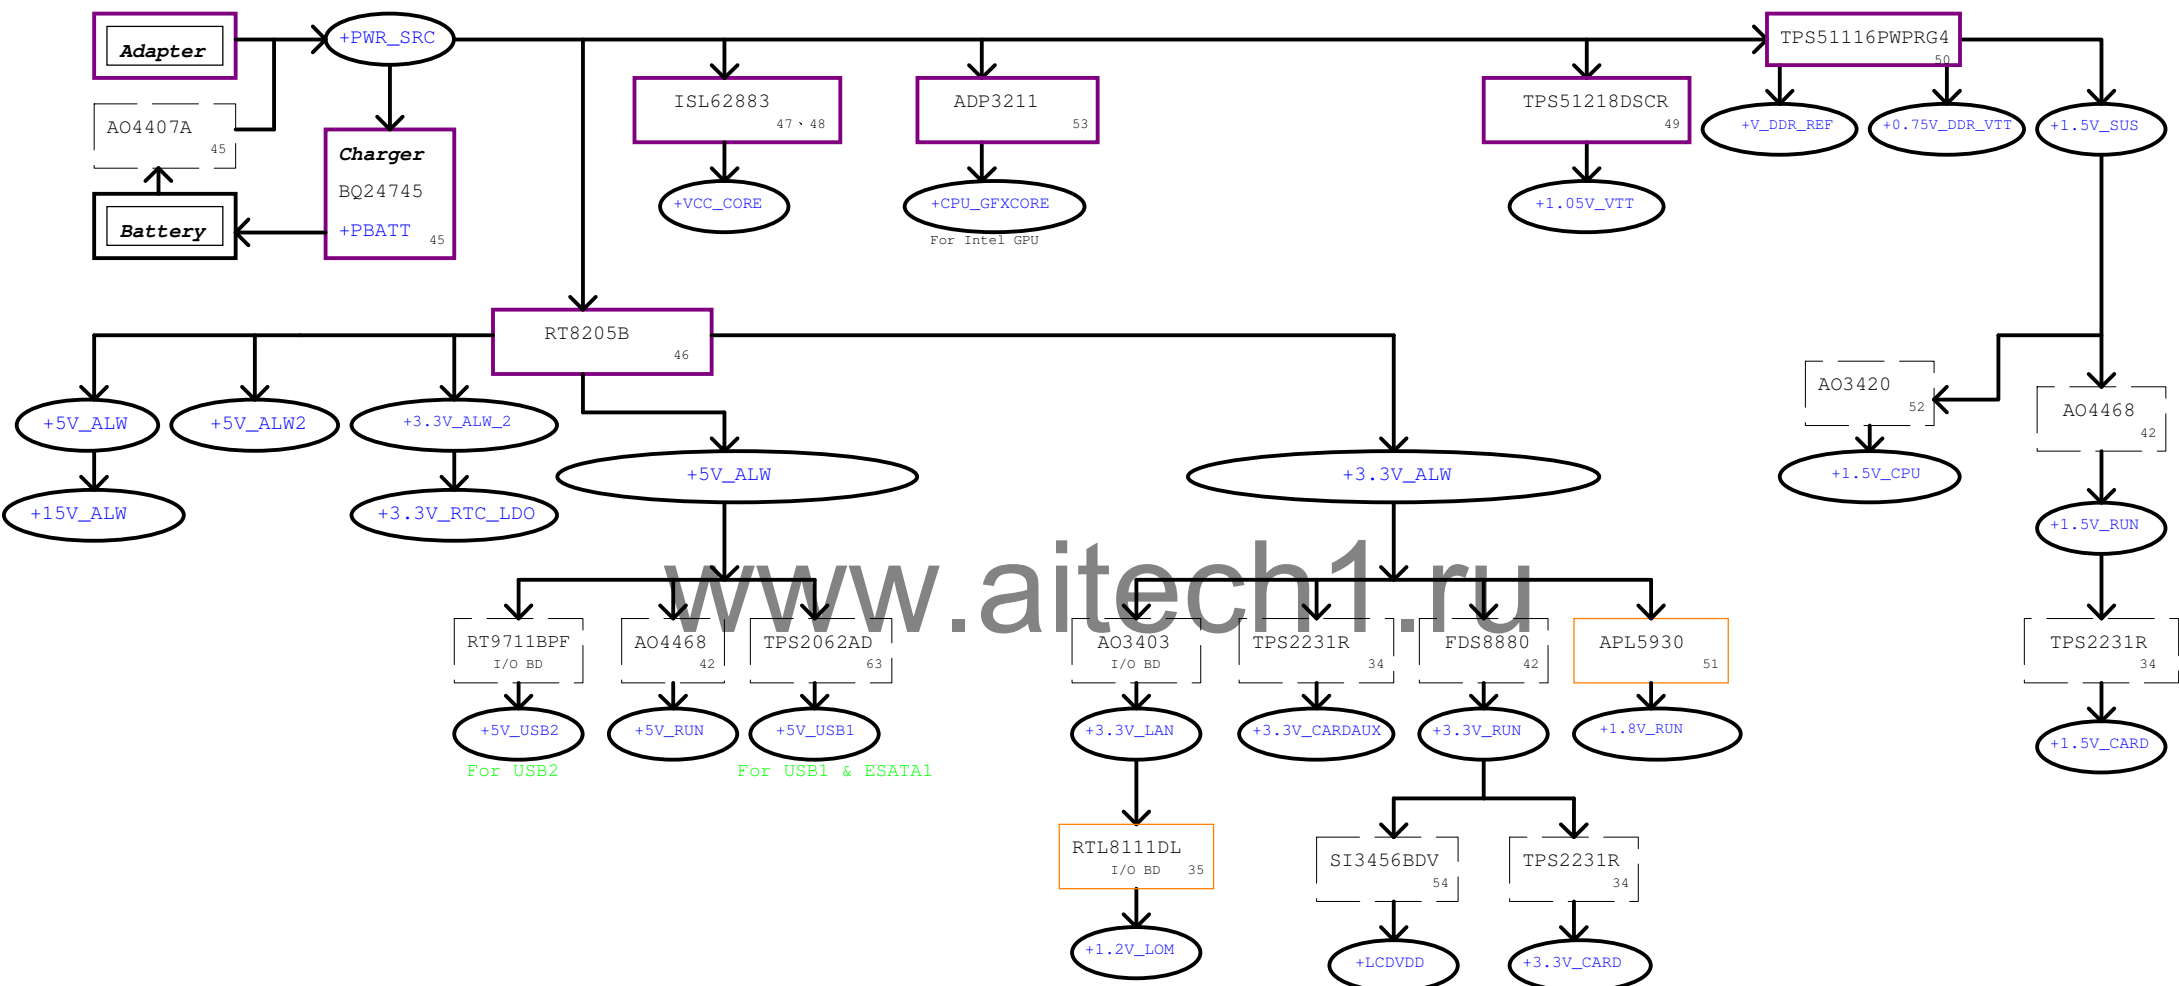 Adapter
+PWR_SRC
TPS51116PWPRG4
50
AO4407A
45
Charger
BQ24745
+PBATT
45
Battery
ISL62883
47、48
ADP3211
53
TPS51218DSCR
49
+V_DDR_REF
+0.75V_DDR_VTT
+1.5V_SUS
+VCC_CORE
+CPU_GFXCORE
For Intel GPU
+1.05V_VTT
RT8205B
46
AO3420
52
AO4468
42
+5V_ALW
+5V_ALW2
+3.3V_ALW_2
+5V_ALW
+3.3V_ALW
+1.5V_CPU
+15V_ALW
+3.3V_RTC_LDO
+1.5V_RUN
www.aitech1.ru
RT9711BPF
I/O BD
AO4468
42
TPS2062AD
63
AO3403
I/O BD
TPS2231R
34
FDS8880
42
APL5930
51
TPS2231R
34
+5V_USB2
For USB2
+5V_RUN
+5V_USB1
For USB1 & ESATA1
+3.3V_LAN
+3.3V_CARDAUX
+3.3V_RUN
+1.8V_RUN
+1.5V_CARD
RTL8111DL
I/O BD 35
SI3456BDV
54
TPS2231R
34
+1.2V_LOM
+LCDVDD
+3.3V_CARD